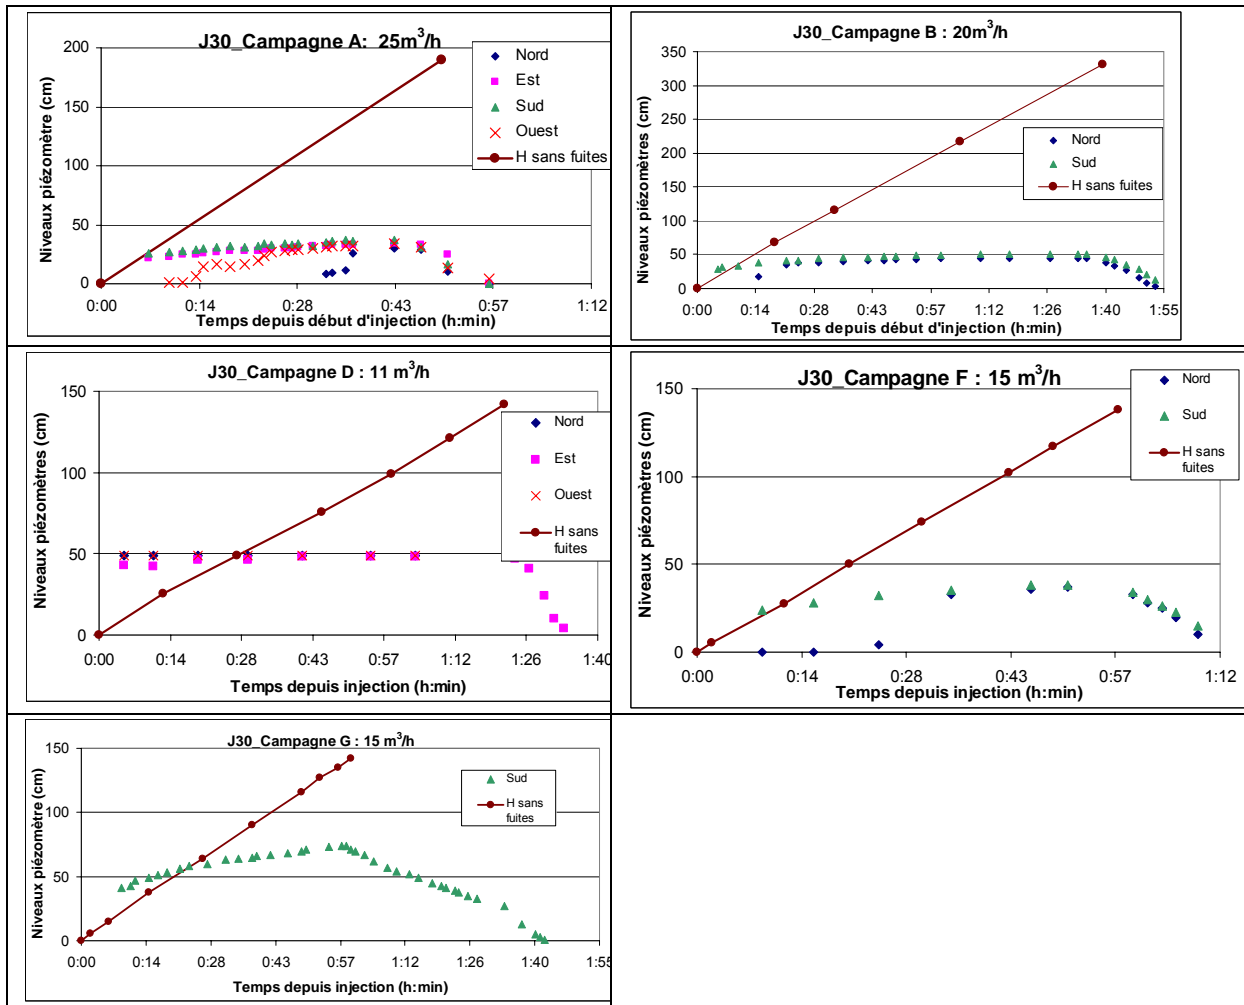 J30_Campagne A: 25m³/h
Niveaux piézomètre (cm)
200
150
100
50
0
0:00 0:14 0:28 0:43 0:57 1:12
Temps depuis début d'injection (h:min)
Nord
Est
Sud
Ouest
H sans fuites
J30_Campagne B : 20m³/h
Niveaux piézomètres (cm)
350
300
250
200
150
100
50
0
0:00 0:14 0:28 0:43 0:57 1:12 1:26 1:40 1:55
Temps depuis début d'injection (h:min)
Nord
Sud
H sans fuites
J30_Campagne D : 11 m³/h
Niveaux piézomètres (cm)
150
100
50
0
0:00 0:14 0:28 0:43 0:57 1:12 1:26 1:40
Temps depuis injection (h:min)
Nord
Est
Ouest
H sans
fuites
J30_Campagne F : 15 m³/h
Niveaux piézomètres (cm)
150
100
50
0
0:00 0:14 0:28 0:43 0:57 1:12
Temps depuis injection (h:min)
Nord
Sud
H sans
fuites
J30_Campagne G : 15 m³/h
Niveaux piézomètre (cm)
150
100
50
0
0:00 0:14 0:28 0:43 0:57 1:12 1:26 1:40 1:55
Temps depuis injection (h:min)
Sud
H sans
fuites